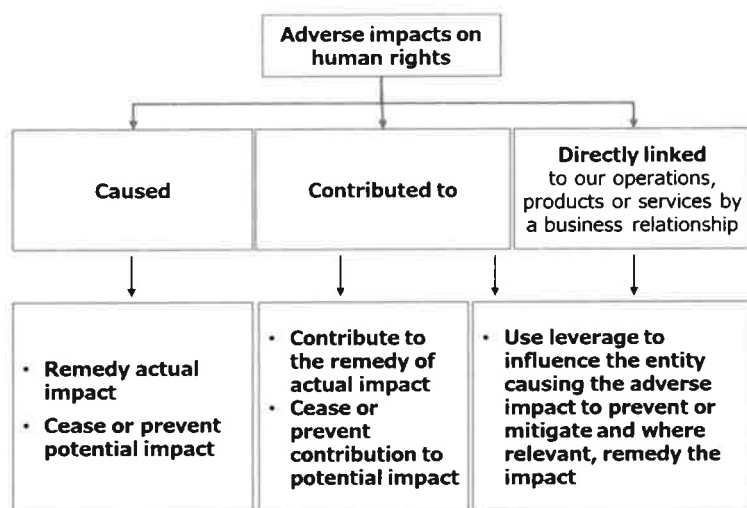 Adverse impacts on
human rights
Caused
Contributed to
Directly linked
to our operations,
products or services by
a business relationship
• Remedy actual
impact
• Cease or prevent
potential impact
• Contribute to
the remedy of
actual impact
• Cease or
prevent
contribution to
potential impact
• Use leverage to
influence the entity
causing the adverse
impact to prevent or
mitigate and where
relevant, remedy the
impact